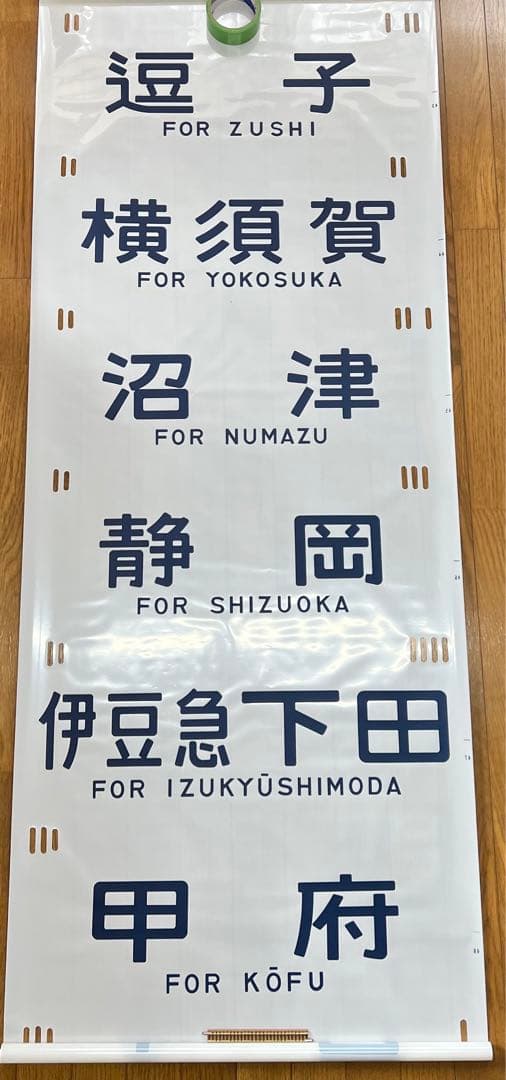 逗子
FOR ZUSHI
横須賀
FOR YOKOSUKA
沼津
FOR NUMAZU
静岡
FOR SHIZUOKA
伊豆急下田
FOR IZUKYŪSHIMODA
甲府
FOR KŌFU